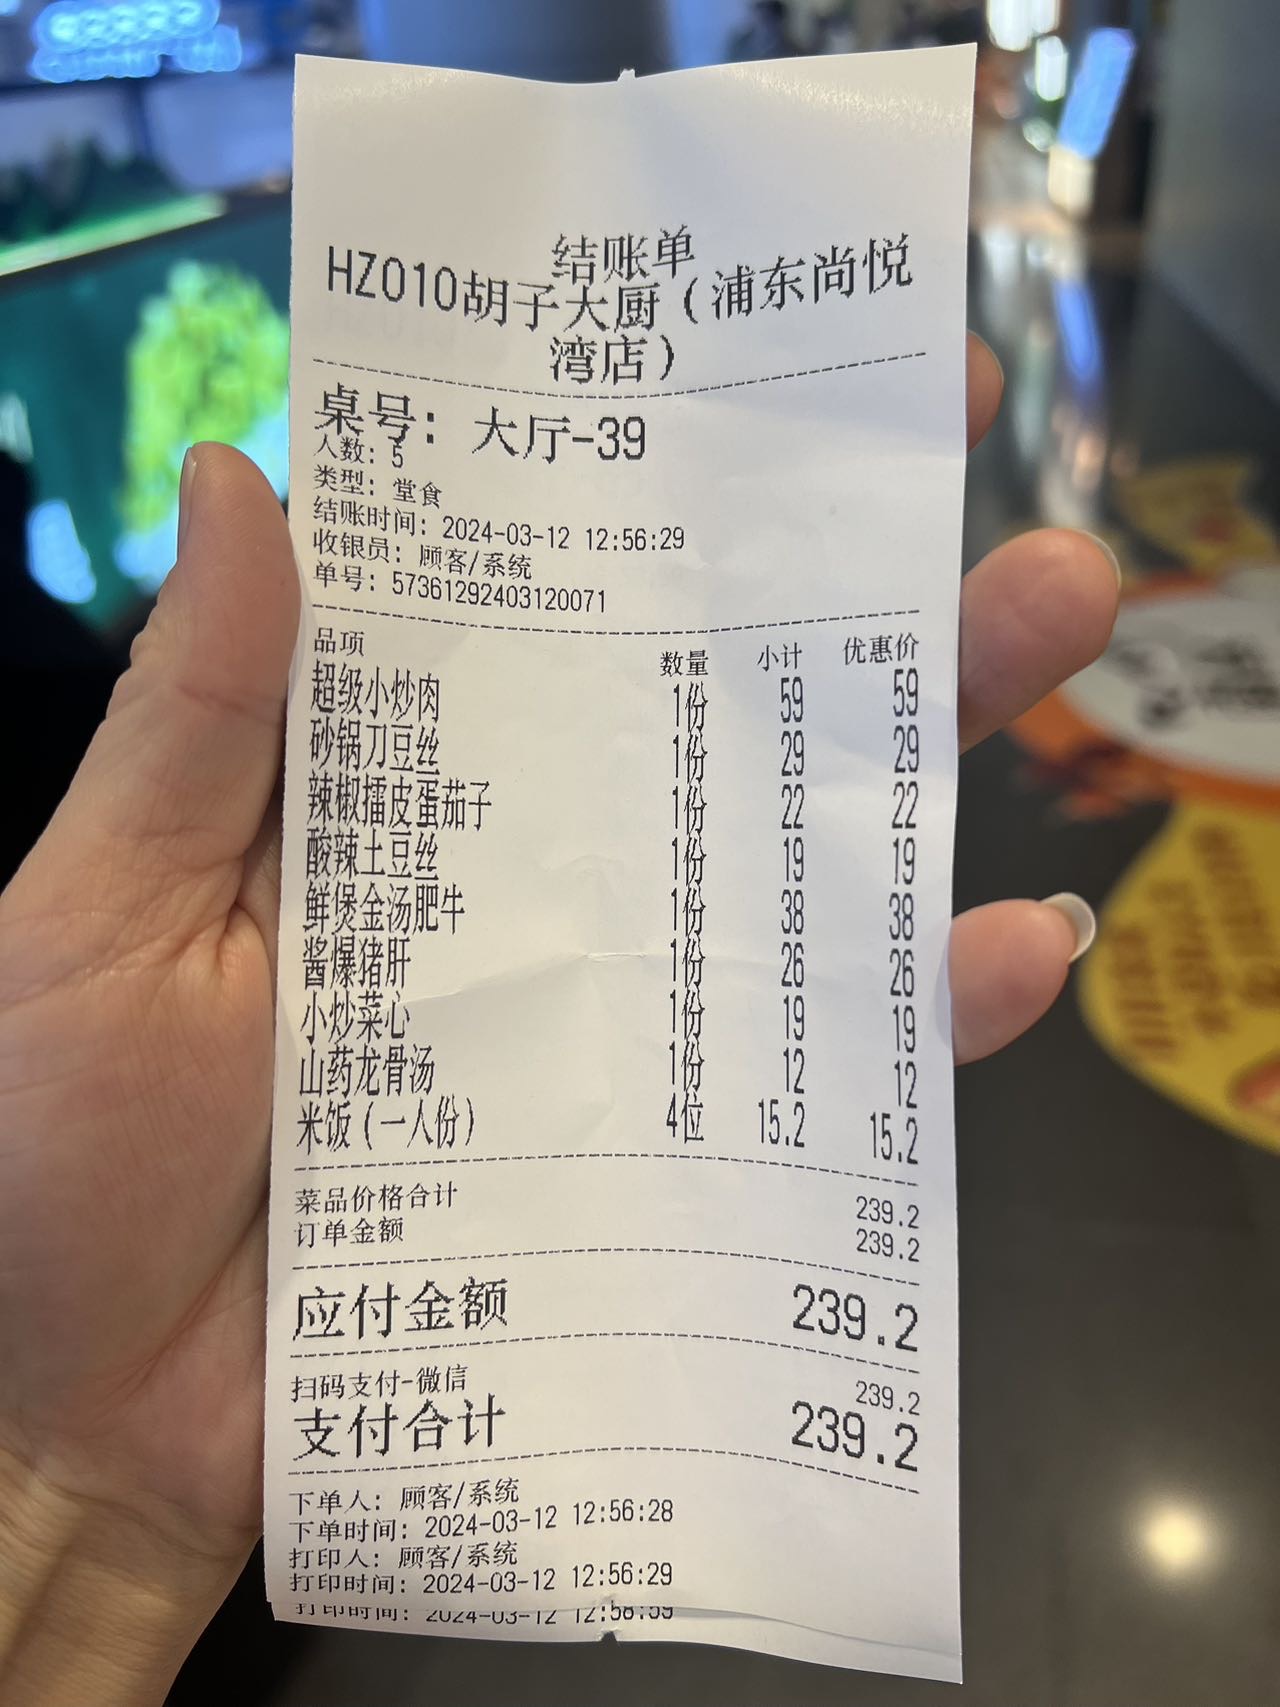 结账单
HZ010胡子大厨（浦东尚悦
湾店）
桌号：大厅-39
人数：5
类型：堂食
结账时间：2024-03-12 12:56:29
收银员：顾客/系统
单号：57361292403120071
品项 数量 小计 优惠价
超级小炒肉 1份 59 59
砂锅刀豆丝 1份 29 29
辣椒擂皮蛋茄子 1份 22 22
酸辣土豆丝 1份 19 19
鲜煲金汤肥牛 1份 38 38
酱爆猪肝 1份 26 26
小炒菜心 1份 19 19
山药龙骨汤 1份 12 12
米饭（一人份） 4位 15.2 15.2
菜品价格合计 239.2
订单金额 239.2
应付金额 239.2
扫码支付-微信 239.2
支付合计 239.2
下单人：顾客/系统
下单时间：2024-03-12 12:56:28
打印人：顾客/系统
打印时间：2024-03-12 12:56:29
打印时间：2024-03-12 12:58:59